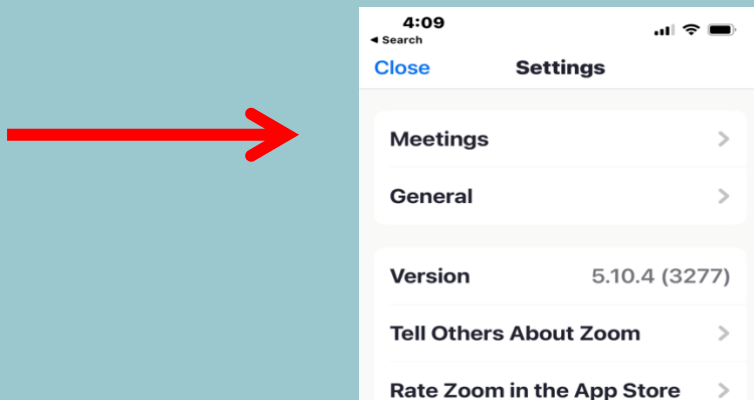 4:09
◀ Search
Close Settings
Meetings
General
Version 5.10.4 (3277)
Tell Others About Zoom
Rate Zoom in the App Store